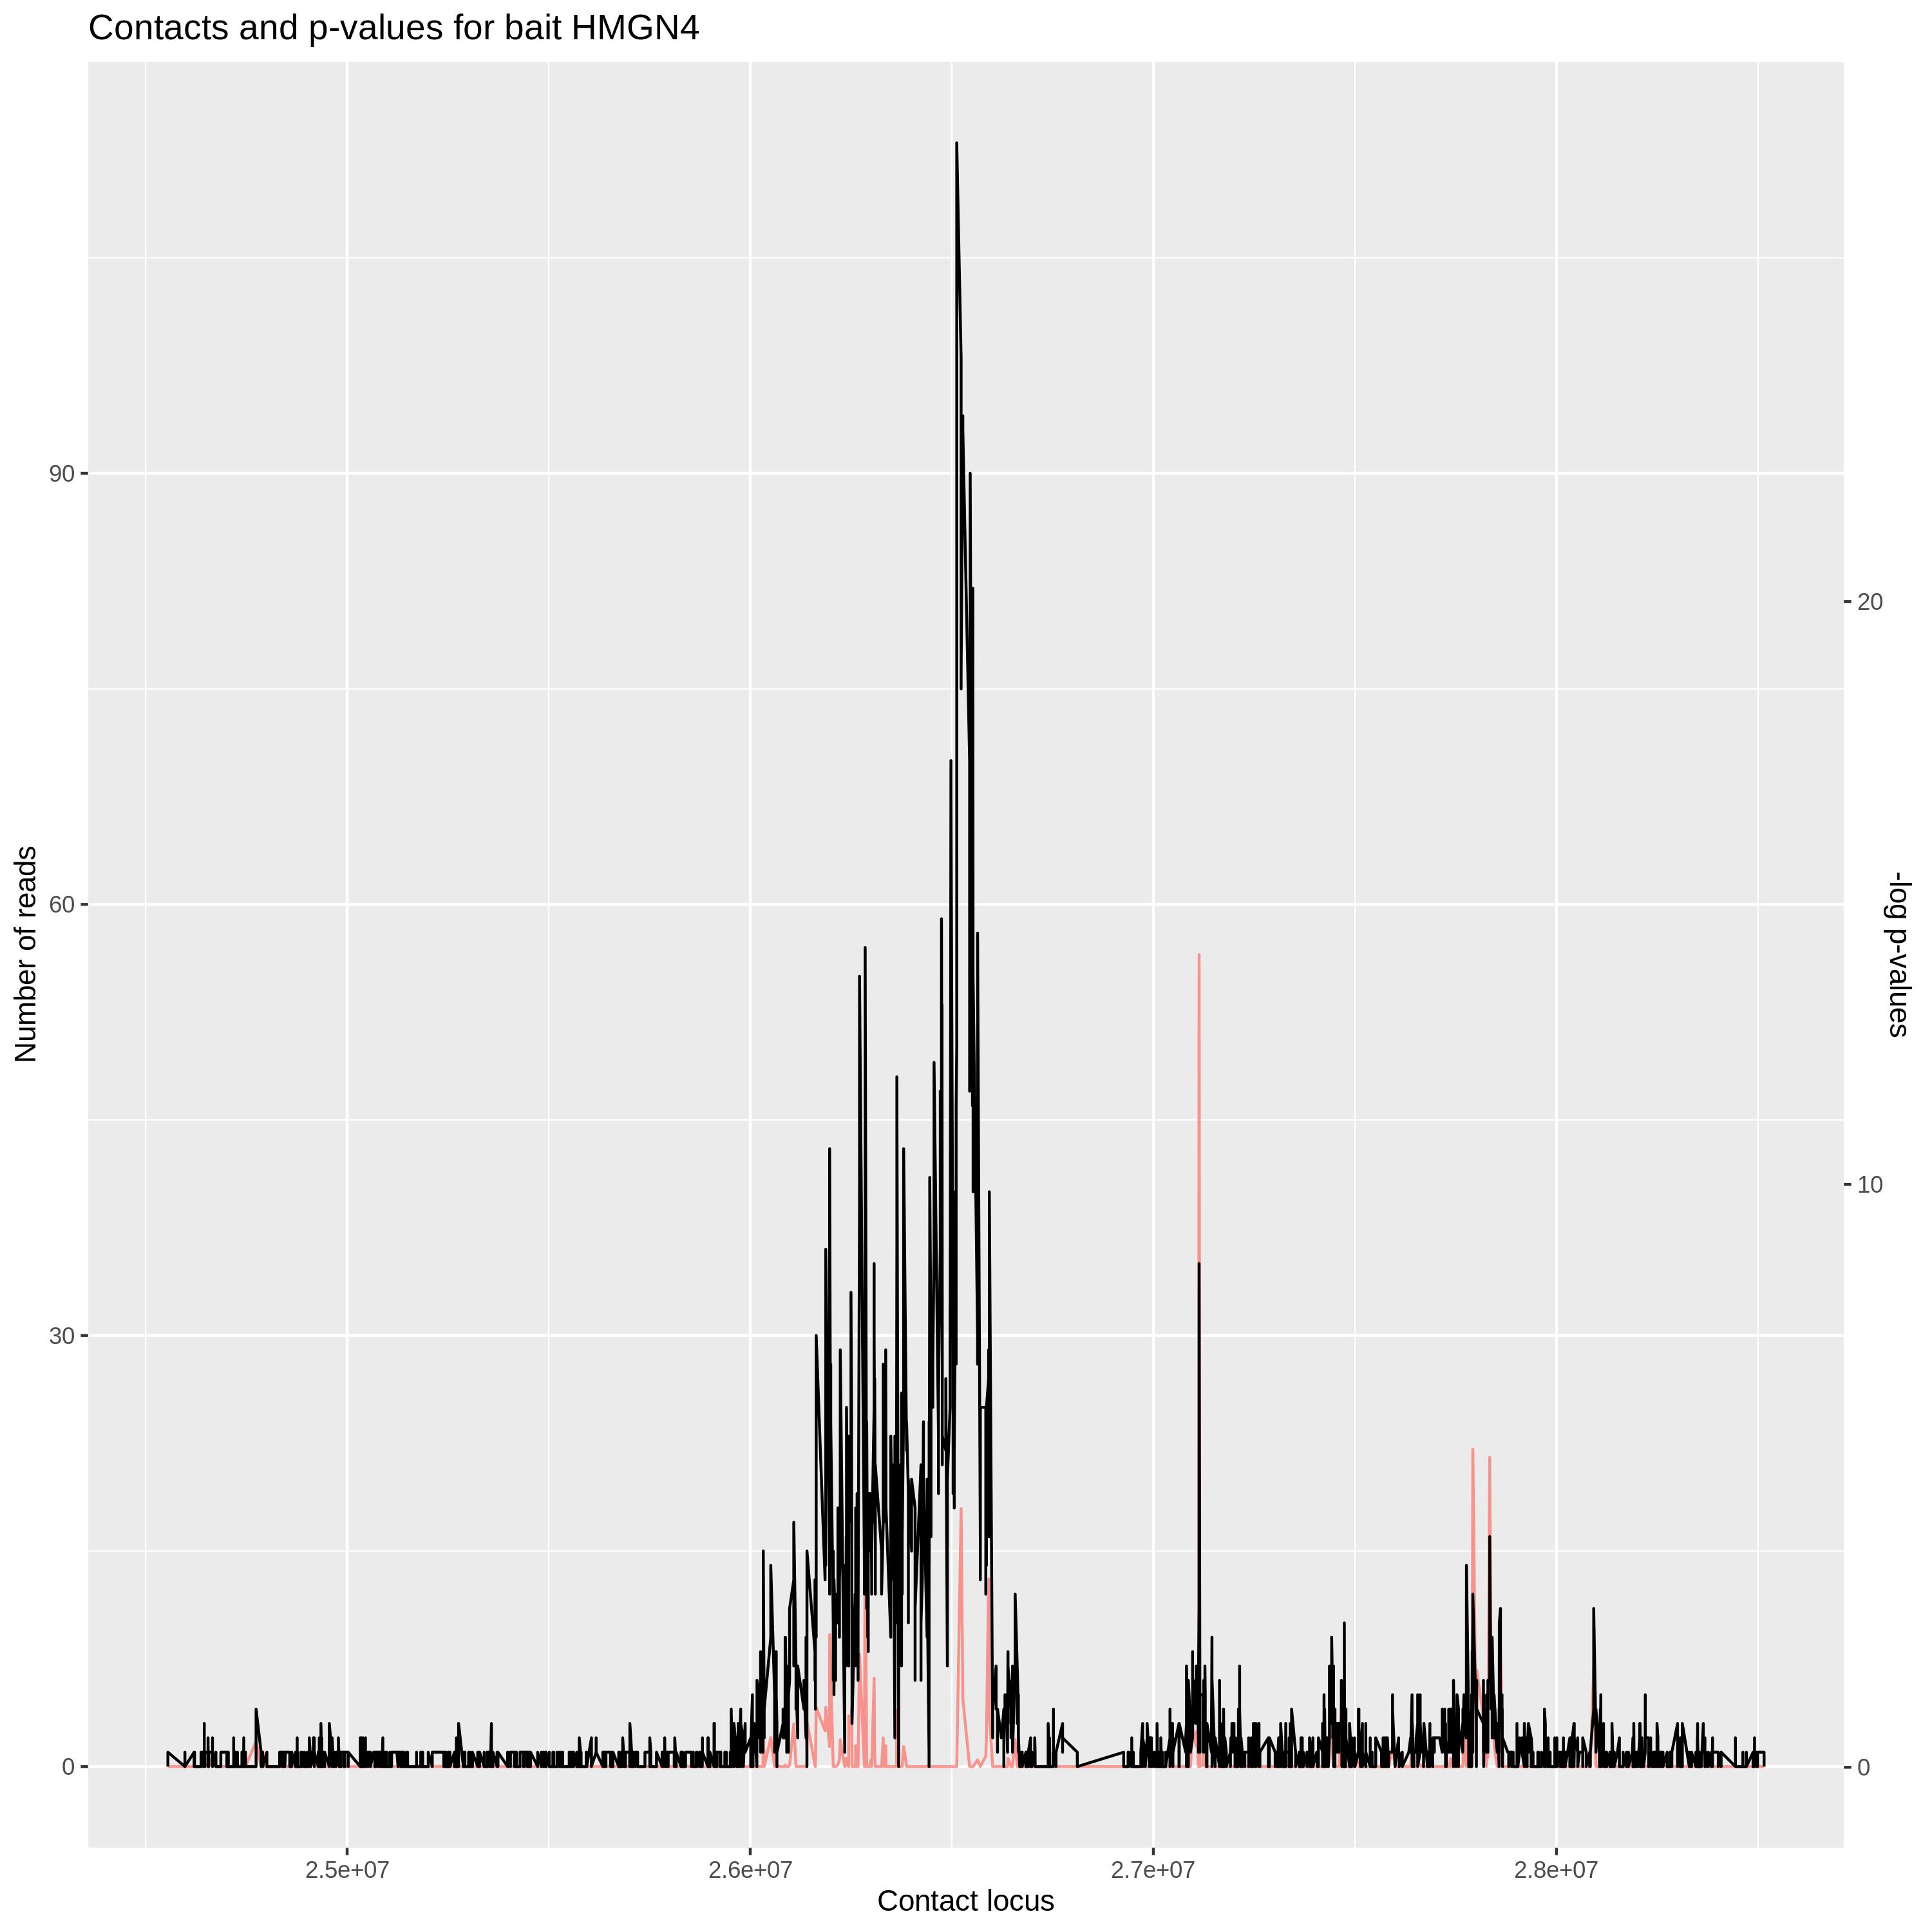 Contacts and p-values for bait HMGN4
90
60
30
0
Number of reads
20
10
0
-log p-values
2.5e+07 2.6e+07 2.7e+07 2.8e+07
Contact locus